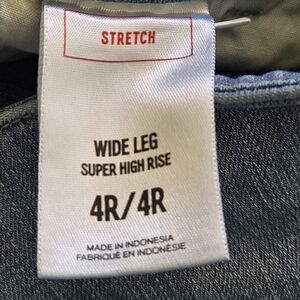 STRETCH
WIDE LEG
SUPER HIGH RISE
4R/4R
MADE IN INDONESIA
FABRIQUÉ EN INDONÉSIE